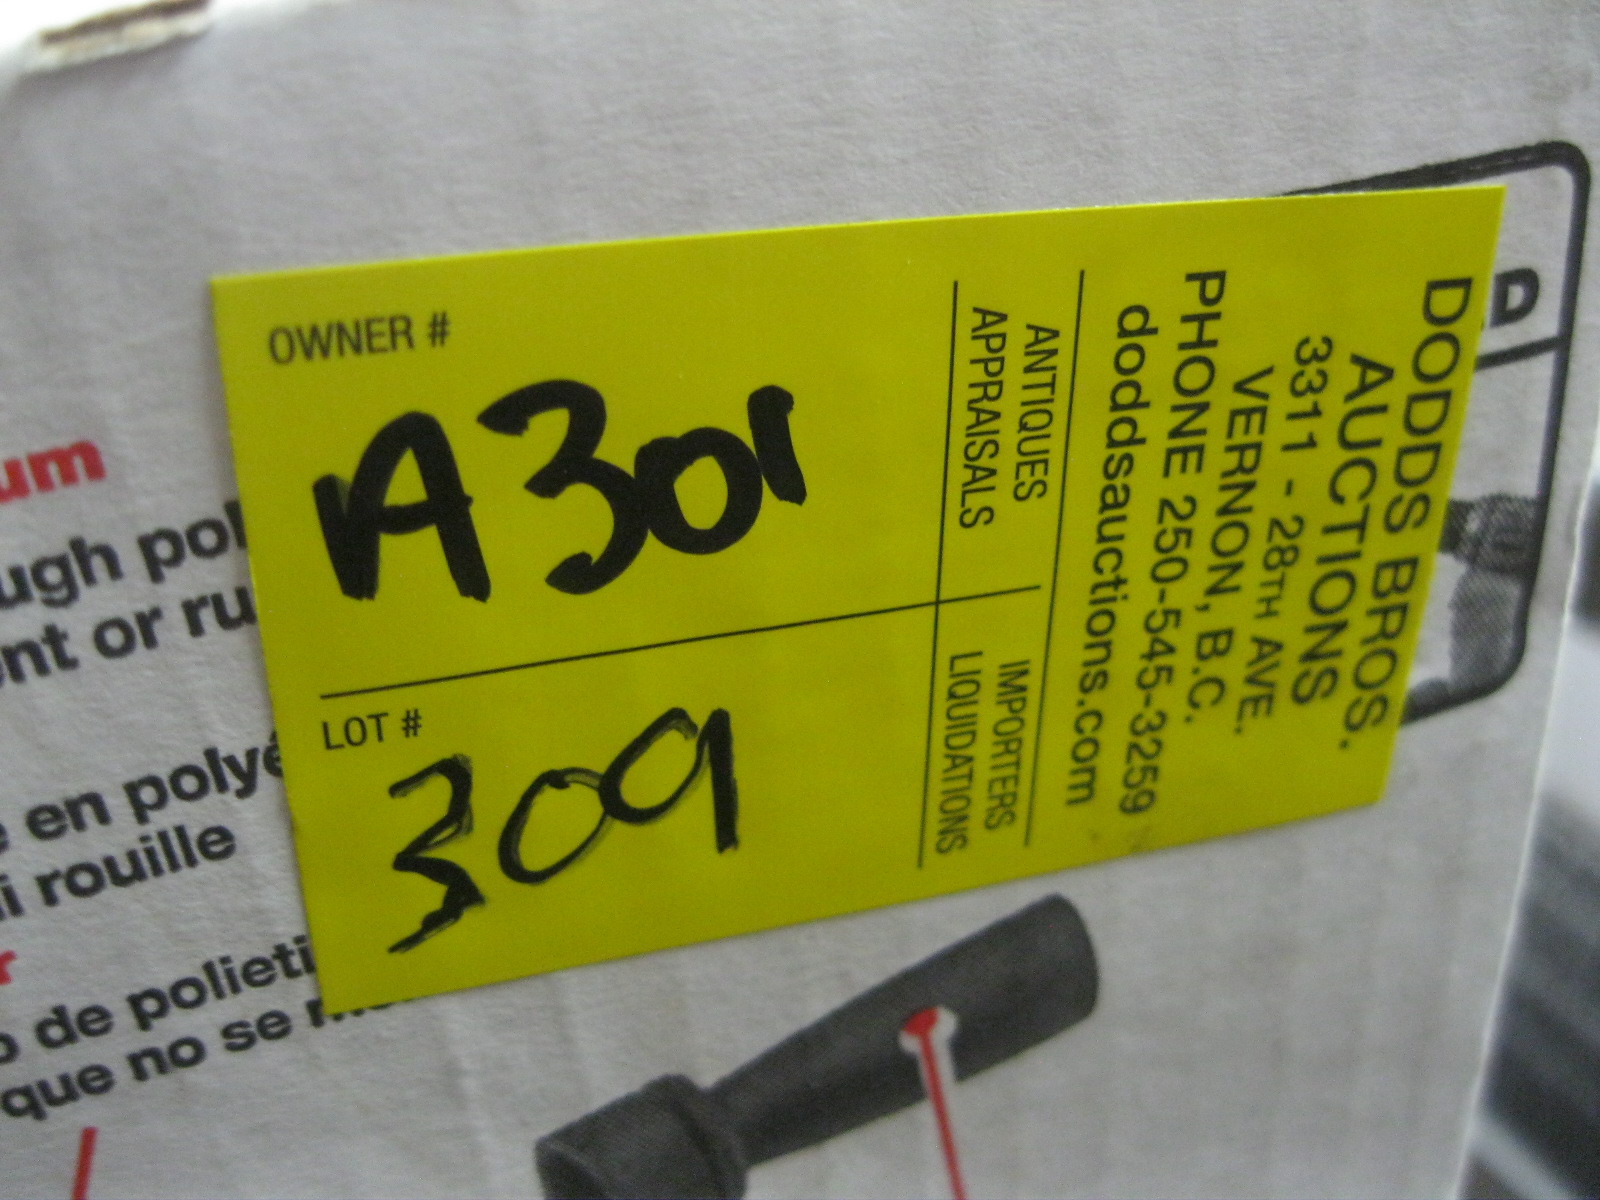 OWNER #
A301
LOT #
309
ANTIQUES
APPRAISALS
IMPORTERS
LIQUIDATIONS
DODDS BROS.
AUCTIONS
3311 - 28TH AVE.
VERNON, B.C.
PHONE 250-545-3259
doddsauctions.com
um
ugh pol
ent or ru
e en polyé
i rouille
r
o de polieti
que no se
D